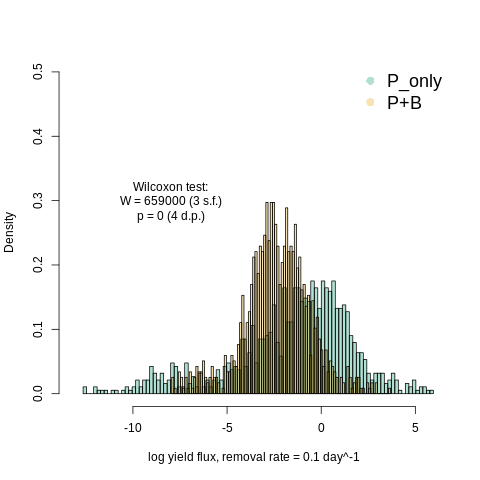 0.5
P_only
P+B
0.4
Wilcoxon test:
W = 659000 (3 s.f.)
p = 0 (4 d.p.)
0.3
Density
0.2
0.1
0.0
-10 -5 0 5
log yield flux, removal rate = 0.1 day^-1